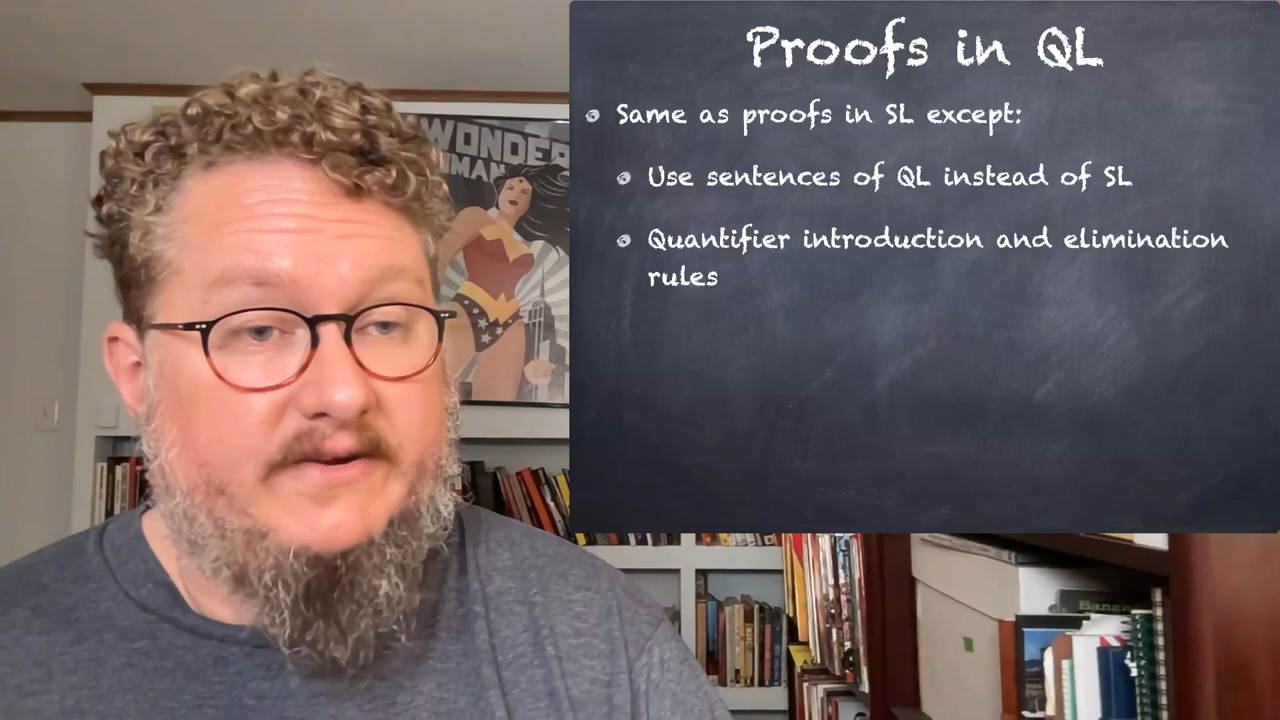 Proofs in QL
Same as proofs in SL except:
Use sentences of QL instead of SL
Quantifier introduction and elimination
rules
WONDER